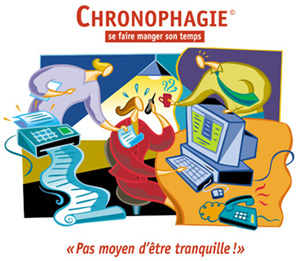 CHRONOPHAGIE©
se faire manger son temps
« Pas moyen d'être tranquille ! »